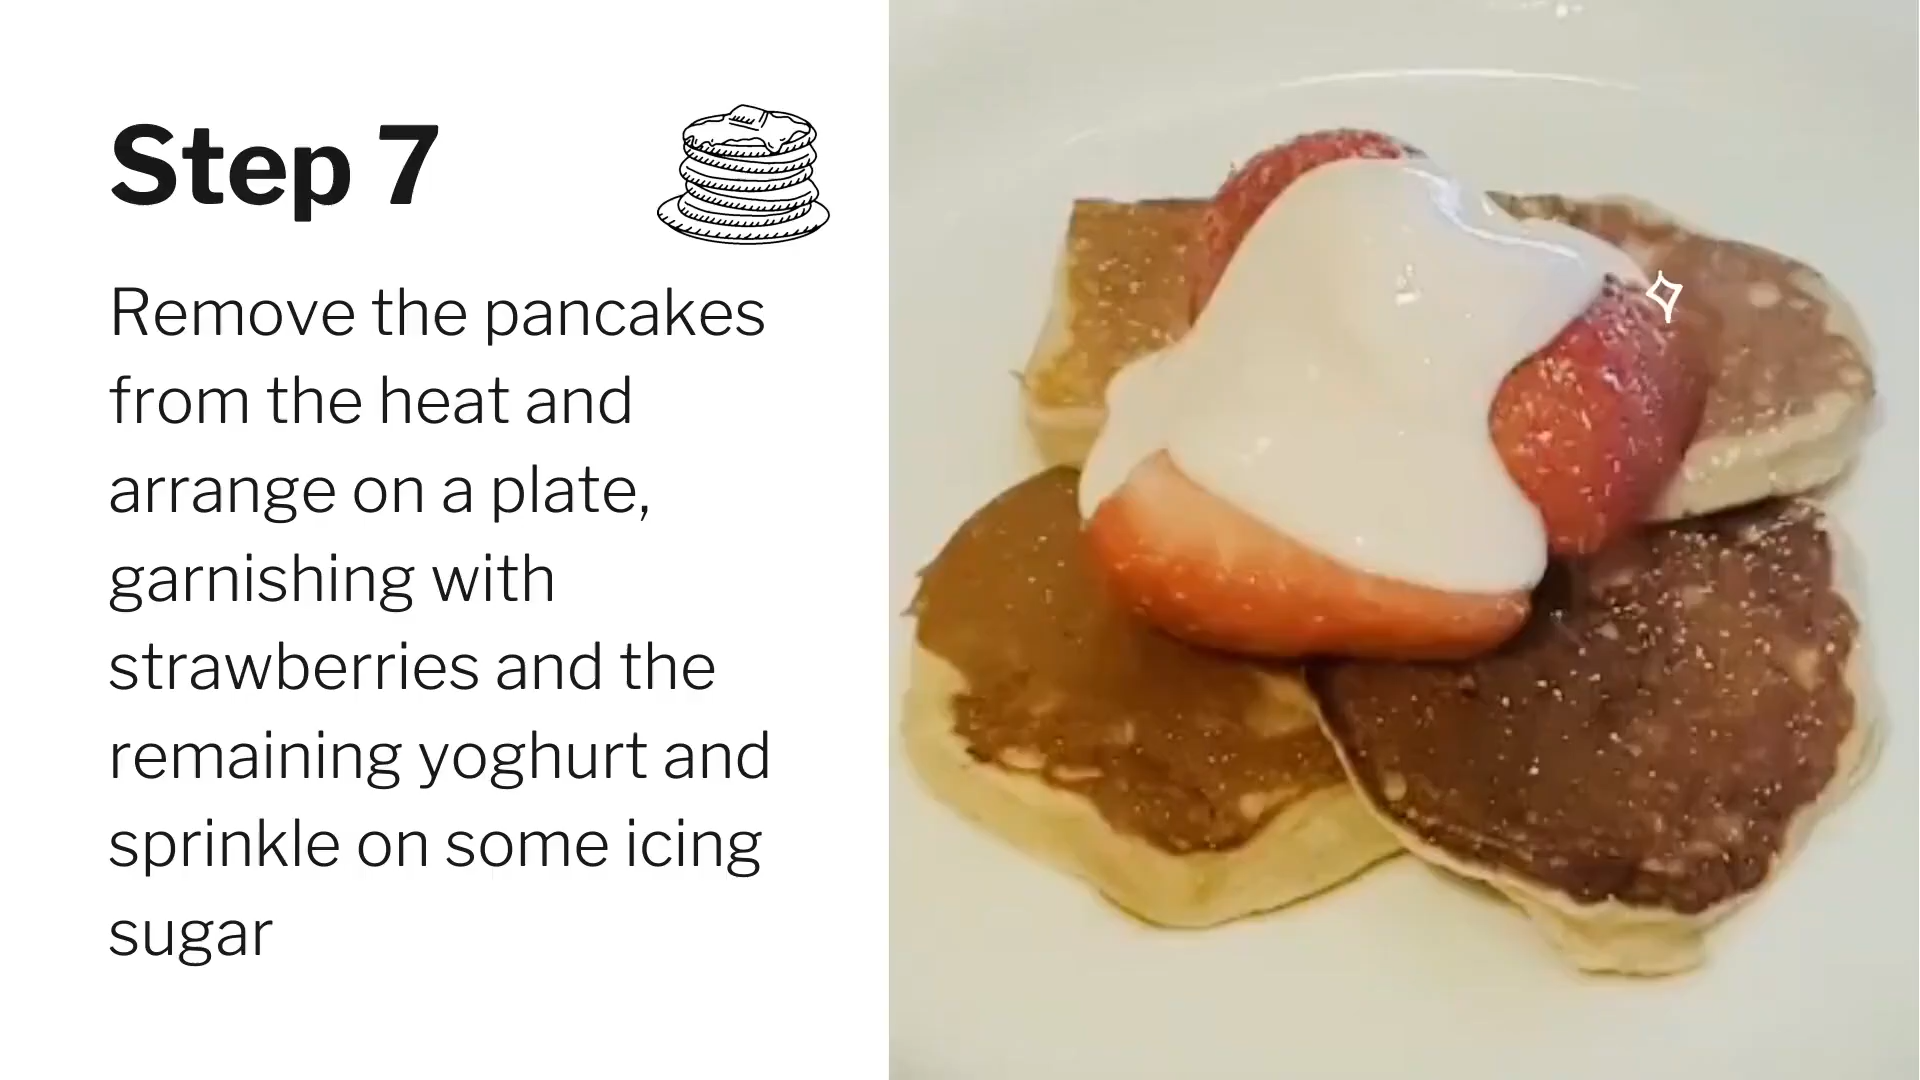 Step 7
Remove the pancakes
from the heat and
arrange on a plate,
garnishing with
strawberries and the
remaining yoghurt and
sprinkle on some icing
sugar